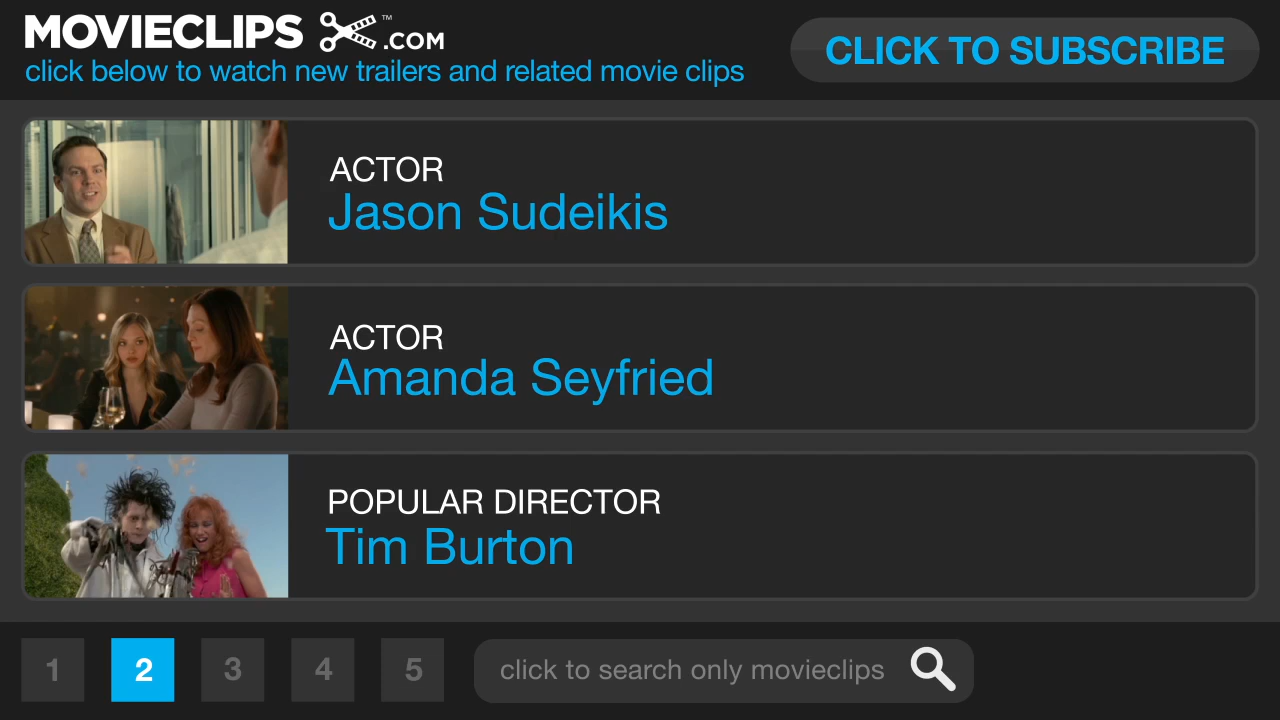 MOVIECLIPS ™ .COM
click below to watch new trailers and related movie clips
CLICK TO SUBSCRIBE
ACTOR
Jason Sudeikis
ACTOR
Amanda Seyfried
POPULAR DIRECTOR
Tim Burton
1 2 3 4 5
click to search only movieclips